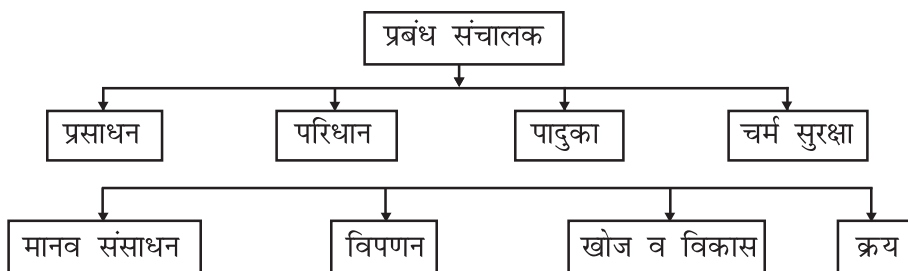 प्रबंध संचालक
प्रसाधन परिधान पादुका चर्म सुरक्षा
मानव संसाधन विपणन खोज व विकास क्रय